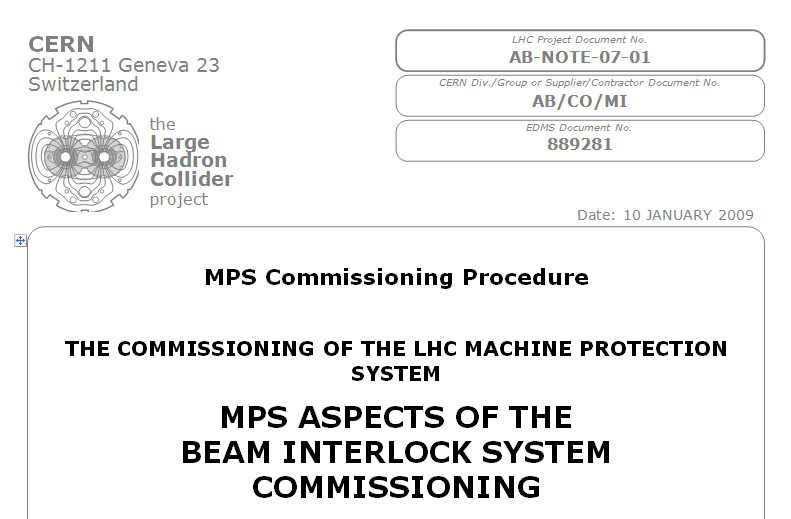 CERN
CH-1211 Geneva 23
Switzerland
the
Large
Hadron
Collider
project
LHC Project Document No.
AB-NOTE-07-01
CERN Div./Group or Supplier/Contractor Document No.
AB/CO/MI
EDMS Document No.
889281
Date: 10 JANUARY 2009
MPS Commissioning Procedure
THE COMMISSIONING OF THE LHC MACHINE PROTECTION
SYSTEM
MPS ASPECTS OF THE
BEAM INTERLOCK SYSTEM
COMMISSIONING